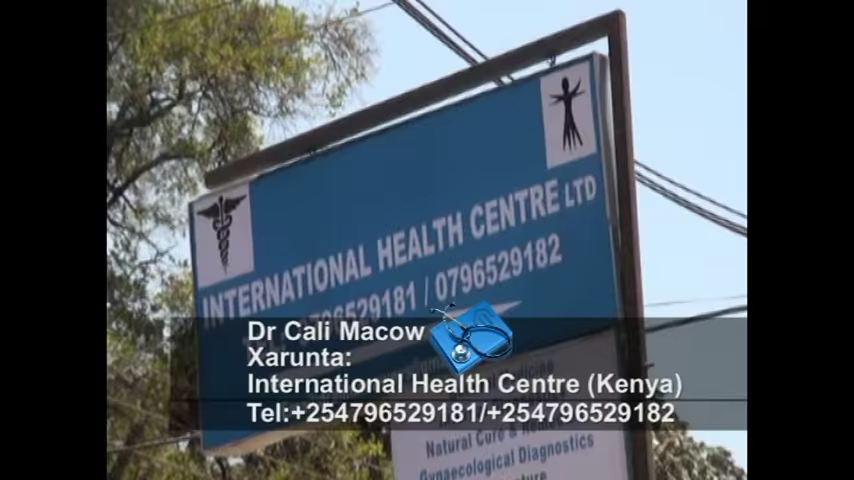 INTERNATIONAL HEALTH CENTRE LTD
0796529181 / 0796529182
Dr Cali Macow
Xarunta:
International Health Centre (Kenya)
Tel:+254796529181/+254796529182
Natural Cure &
Gynaecological Diagnostics